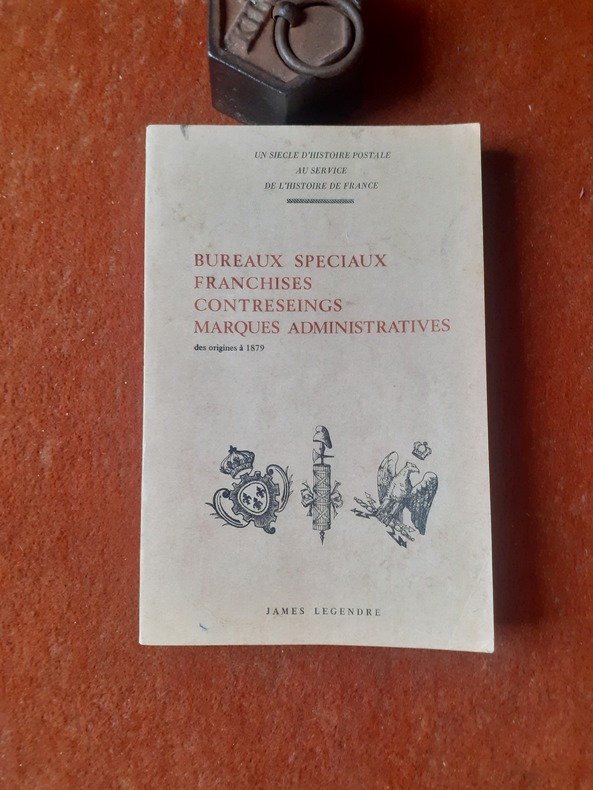 UN SIECLE D'HISTOIRE POSTALE
AU SERVICE
DE L'HISTOIRE DE FRANCE
BUREAUX SPECIAUX
FRANCHISES
CONTRESEINGS
MARQUES ADMINISTRATIVES
des origines à 1879
JAMES LEGENDRE